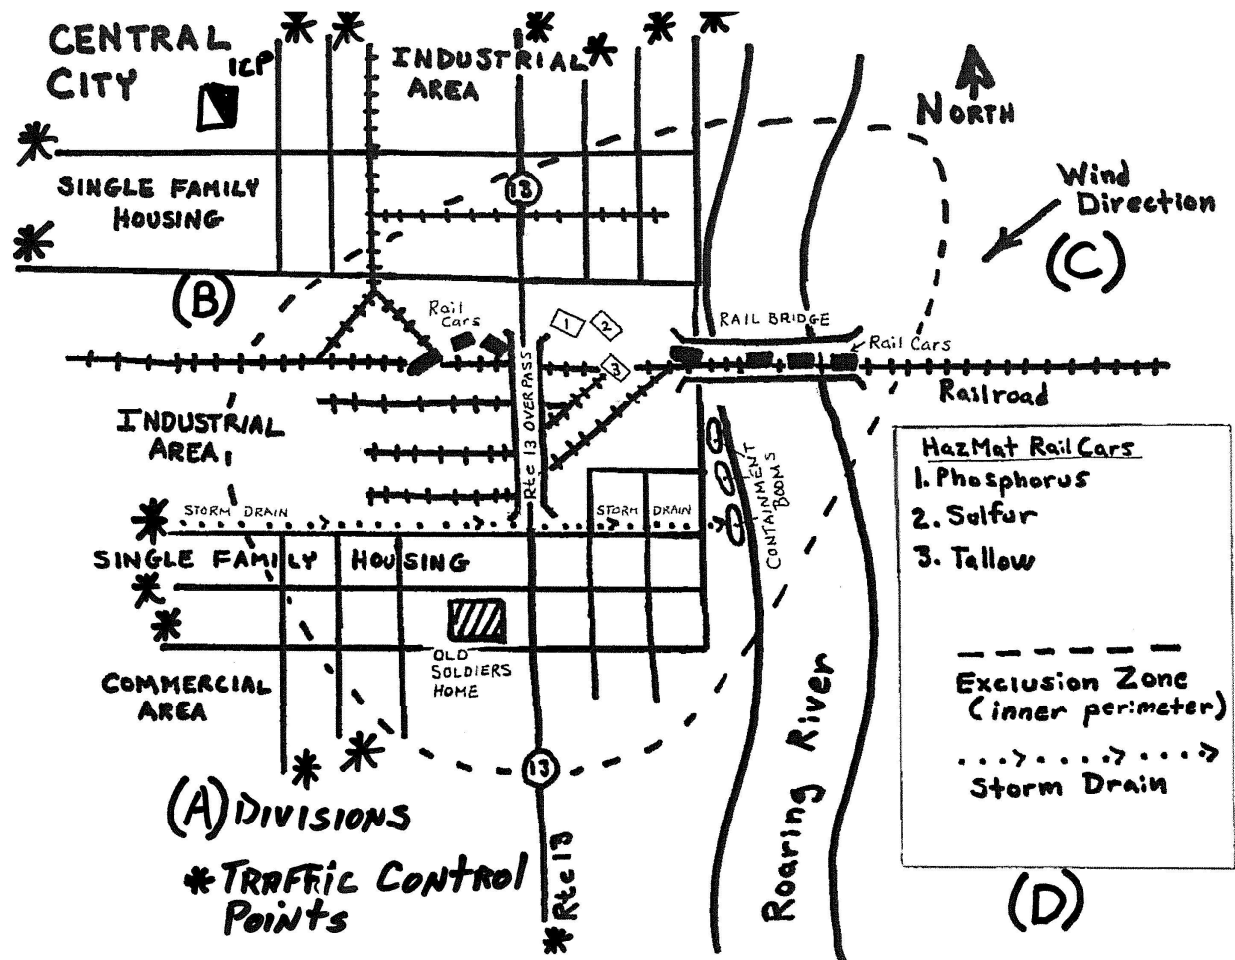 CENTRAL
CITY
ICP
INDUSTRIAL
AREA
NORTH
Wind
Direction
(C)
SINGLE FAMILY
HOUSING
13
(B)
Rail
Cars
1
2
3
RAIL BRIDGE
Rail Cars
Railroad
Rte 13 OVERPASS
INDUSTRIAL
AREA
CONTAINMENT
BOOMS
STORM DRAIN
STORM DRAIN
SINGLE FAMILY HOUSING
OLD
SOLDIERS
HOME
COMMERCIAL
AREA
13
Rte 13
Roaring River
(A) DIVISIONS
* TRAFFIC CONTROL
POINTS
HazMat Rail Cars
1. Phosphorus
2. Sulfur
3. Tallow
Exclusion Zone
(inner perimeter)
Storm Drain
(D)